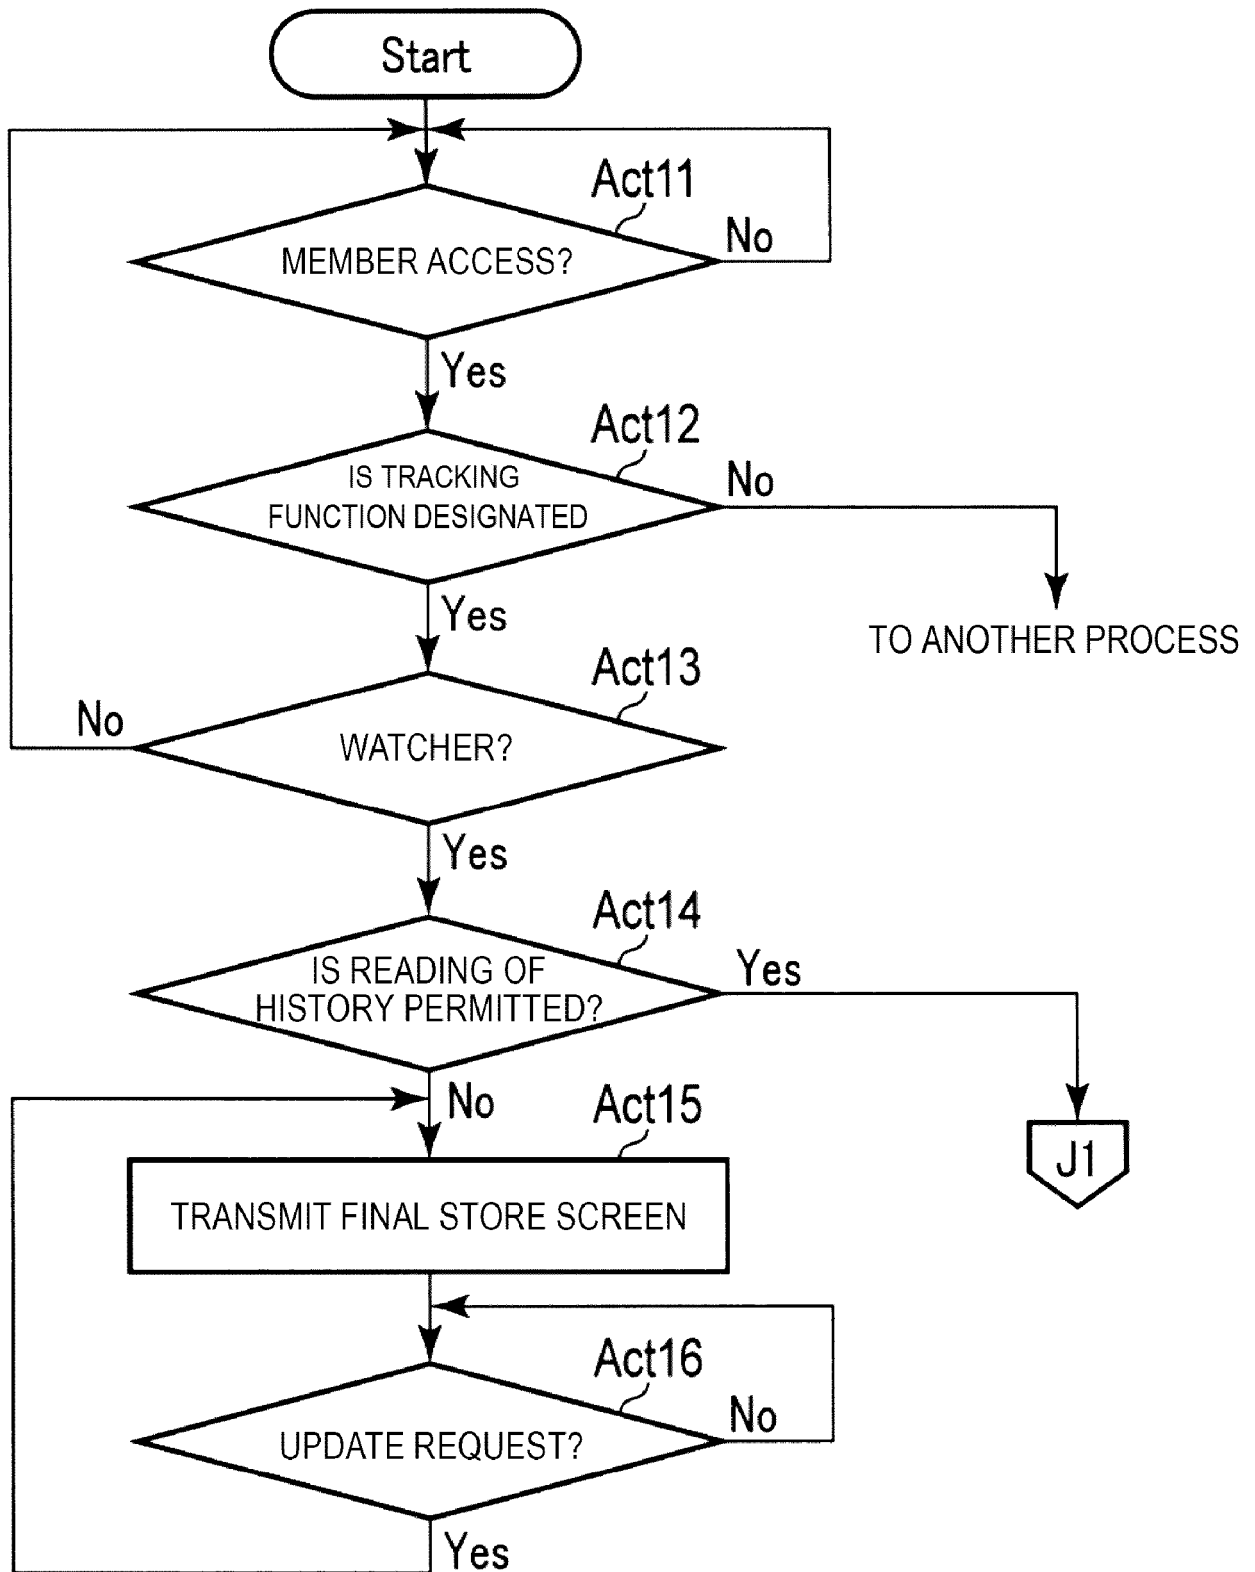 Start
Act11
MEMBER ACCESS?
No
Yes
Act12
IS TRACKING
FUNCTION DESIGNATED
No
Yes
TO ANOTHER PROCESS
Act13
No
WATCHER?
Yes
Act14
IS READING OF
HISTORY PERMITTED?
Yes
No
Act15
J1
TRANSMIT FINAL STORE SCREEN
Act16
No
UPDATE REQUEST?
Yes